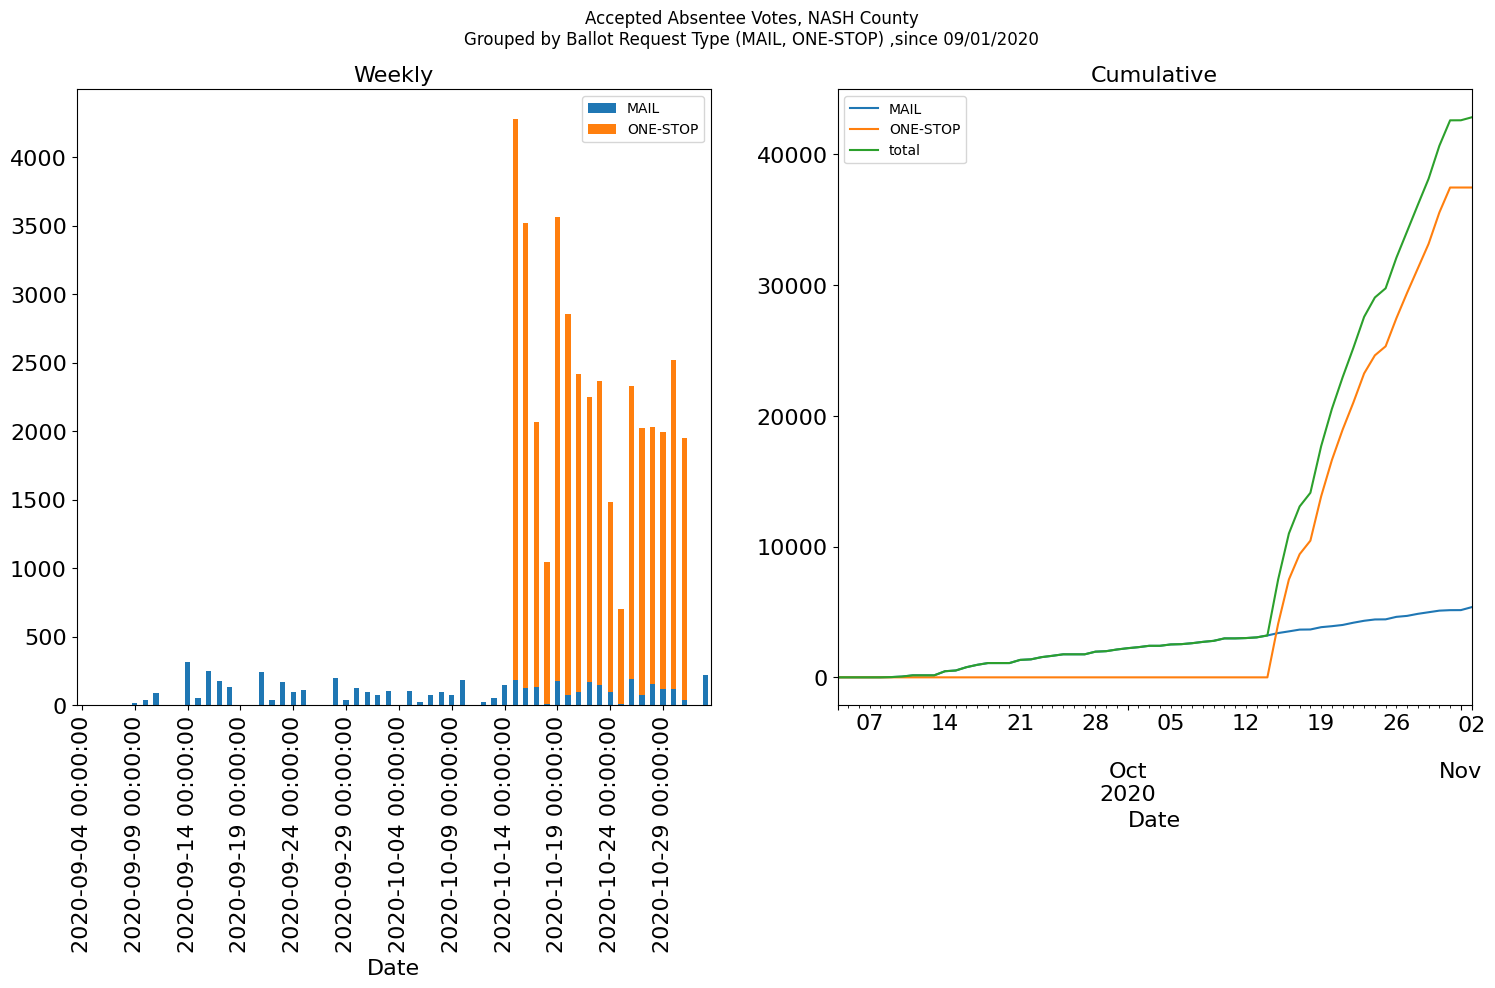 Accepted Absentee Votes, NASH County
Grouped by Ballot Request Type (MAIL, ONE-STOP) ,since 09/01/2020
Weekly
MAIL
ONE-STOP
4000
3500
3000
2500
2000
1500
1000
500
0
2020-09-04 00:00:00
2020-09-09 00:00:00
2020-09-14 00:00:00
2020-09-19 00:00:00
2020-09-24 00:00:00
2020-09-29 00:00:00
2020-10-04 00:00:00
2020-10-09 00:00:00
2020-10-14 00:00:00
2020-10-19 00:00:00
2020-10-24 00:00:00
2020-10-29 00:00:00
Date
Cumulative
MAIL
ONE-STOP
total
40000
30000
20000
10000
0
07 14 21 28 05 12 19 26 02
Oct Nov
2020
Date